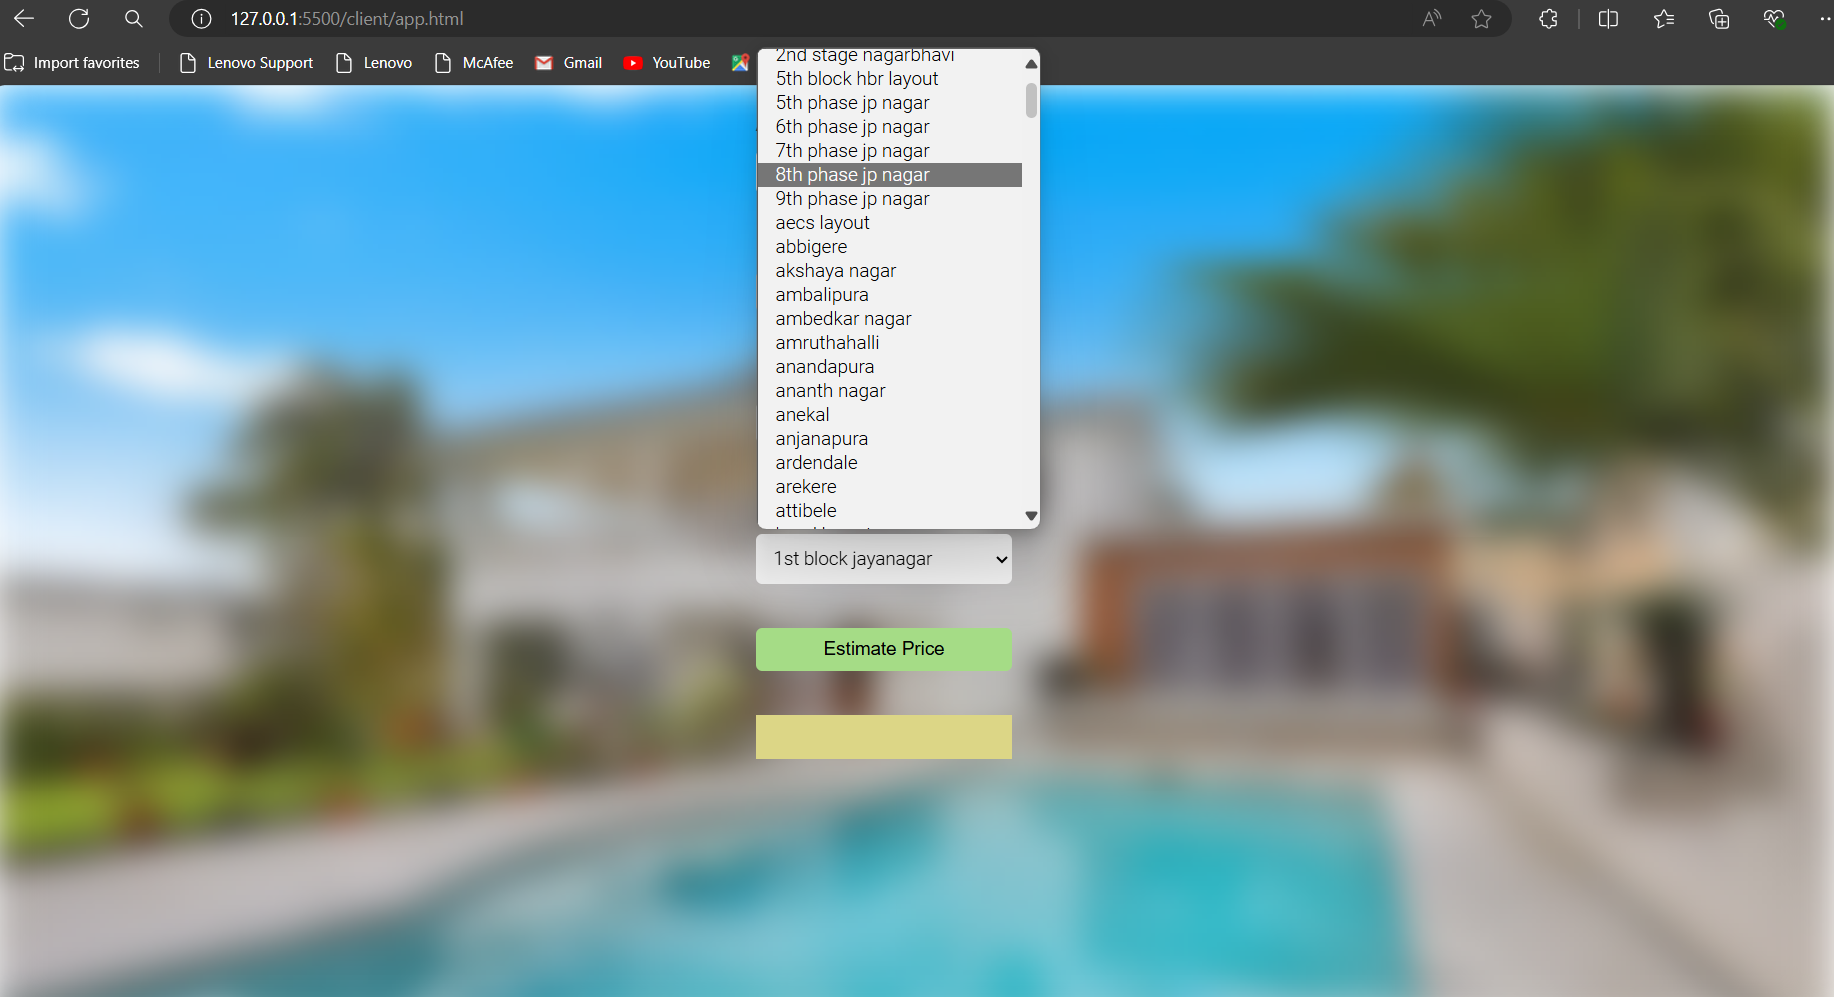 127.0.0.1:5500/client/app.html
Import favorites Lenovo Support Lenovo McAfee Gmail YouTube
2nd stage nagarbhavi
5th block hbr layout
5th phase jp nagar
6th phase jp nagar
7th phase jp nagar
8th phase jp nagar
9th phase jp nagar
aecs layout
abbigere
akshaya nagar
ambalipura
ambedkar nagar
amruthahalli
anandapura
ananth nagar
anekal
anjanapura
ardendale
arekere
attibele
1st block jayanagar
Estimate Price